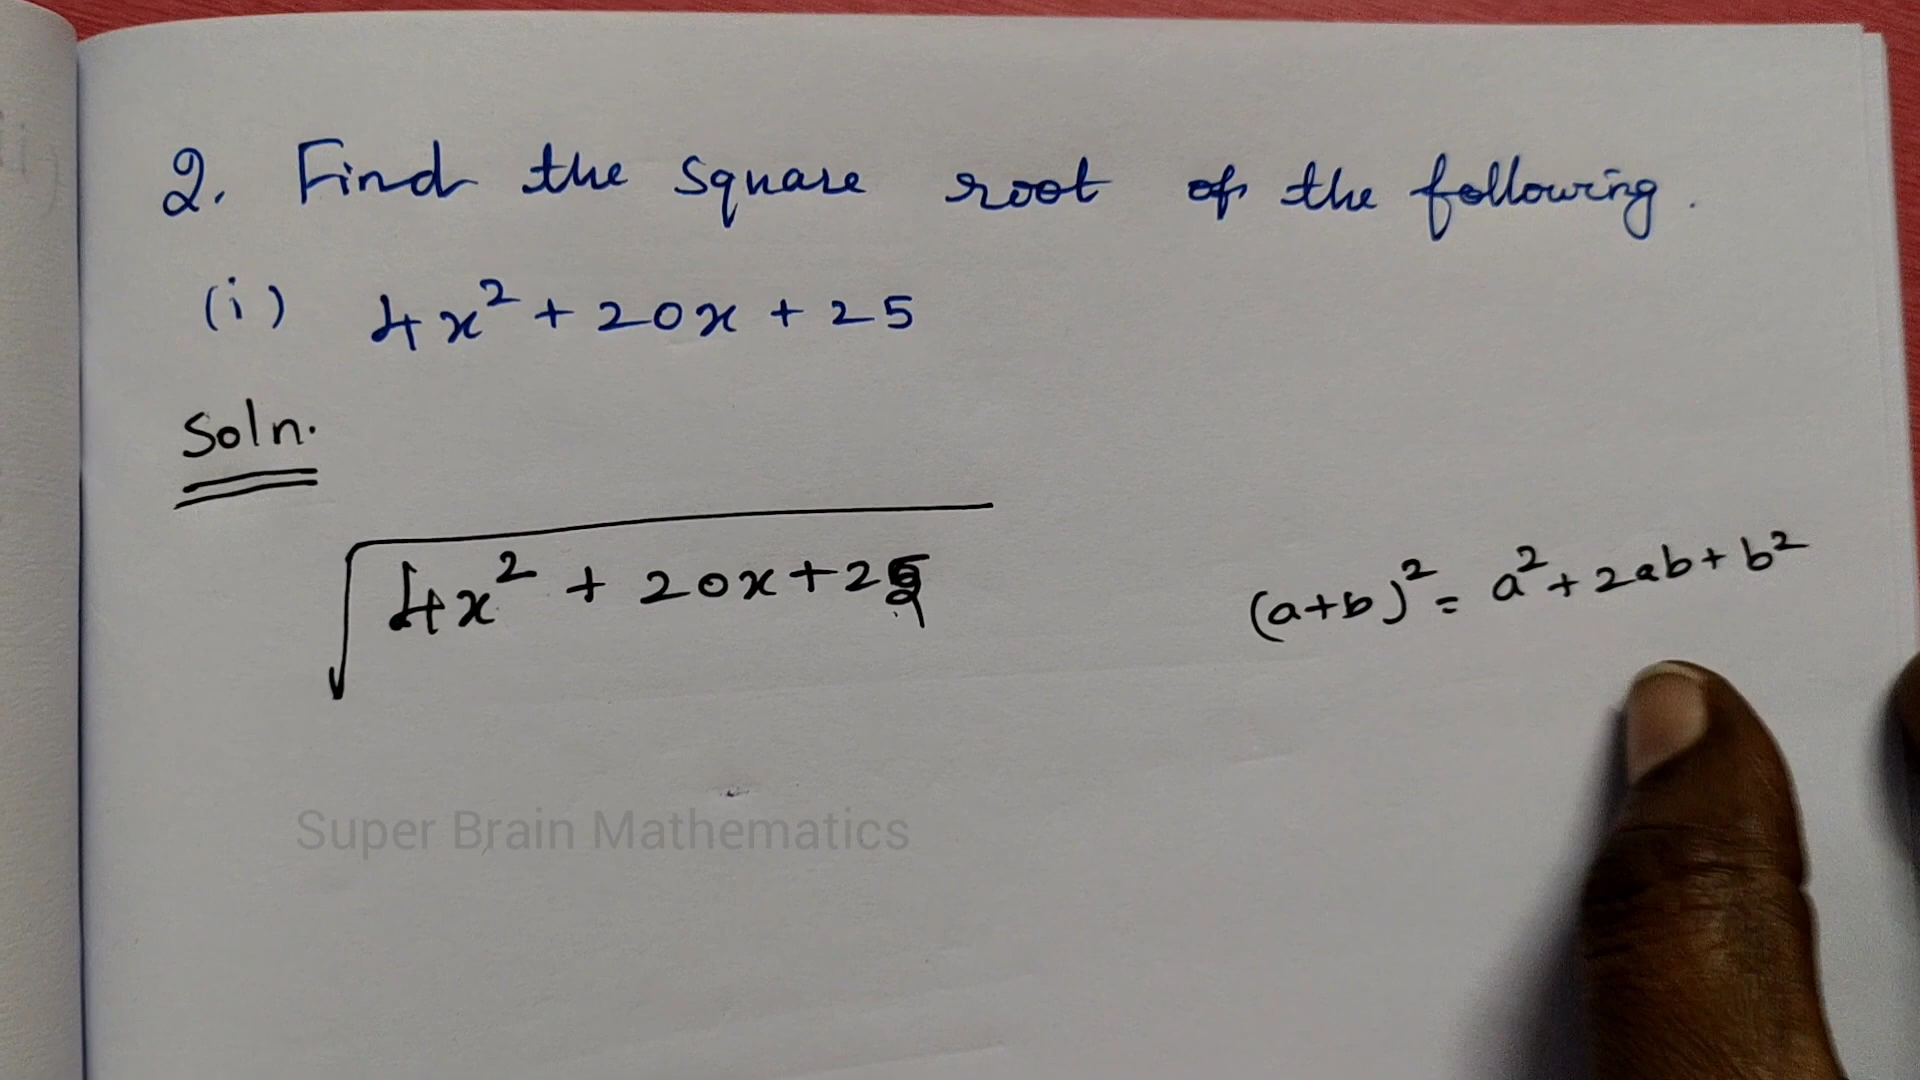 2. Find the square root of the following.
(i) 4x² + 20x + 25
Soln.
√4x² + 20x + 25
(a+b)² = a² + 2ab + b²
Super Brain Mathematics